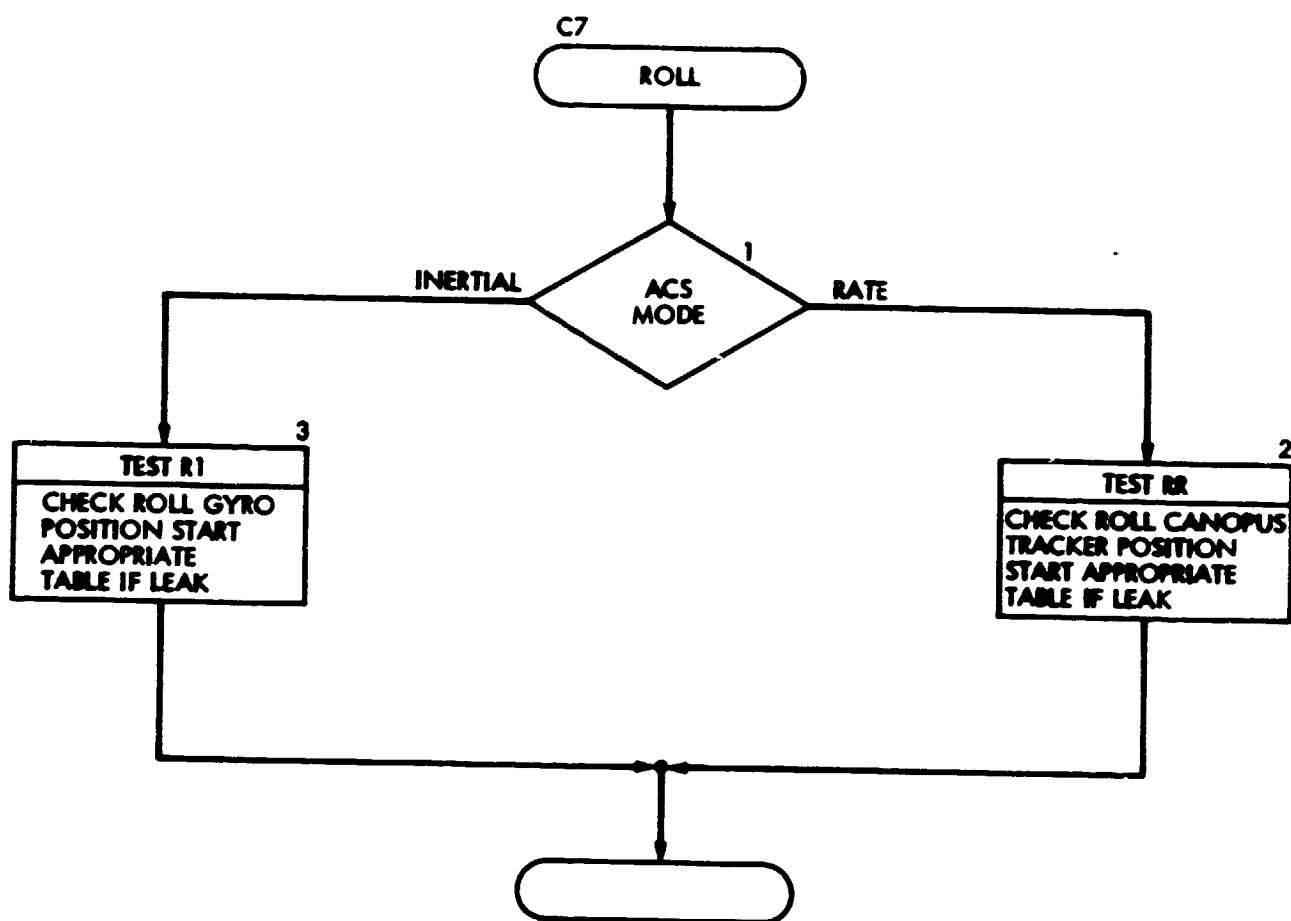 C7
ROLL
1
ACS
MODE
INERTIAL
RATE
3
TEST R1
CHECK ROLL GYRO
POSITION START
APPROPRIATE
TABLE IF LEAK
2
TEST RR
CHECK ROLL CANOPUS
TRACKER POSITION
START APPROPRIATE
TABLE IF LEAK